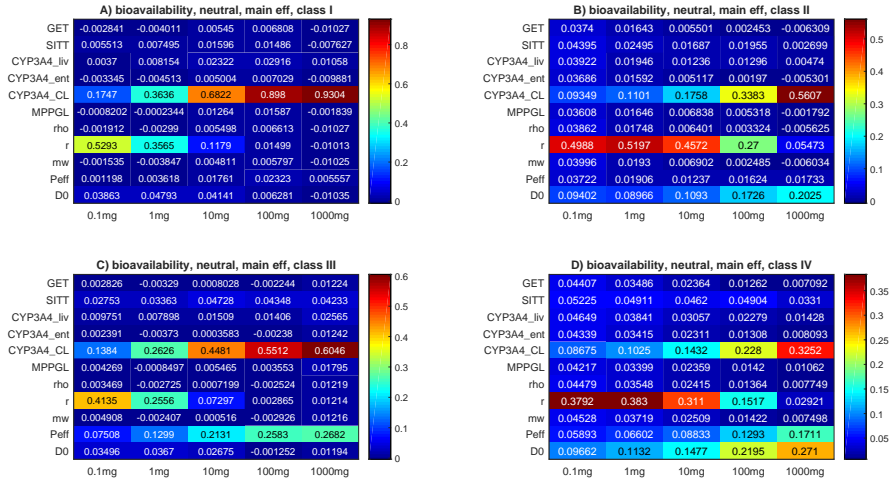 A) bioavailability, neutral, main eff, class I
GET -0.002841 -0.004011 0.00545 0.006808 -0.01027
SITT 0.005513 0.007495 0.01596 0.01486 -0.007627
CYP3A4_liv 0.0037 0.008154 0.02322 0.02916 0.01058
CYP3A4_ent -0.003345 -0.004513 0.005004 0.007029 -0.009881
CYP3A4_CL 0.1747 0.3636 0.6822 0.898 0.9304
MPPGL -0.0008202 -0.0002344 0.01264 0.01587 -0.001839
rho -0.001912 -0.00299 0.005498 0.006613 -0.01027
r 0.5293 0.3565 0.1179 0.01499 -0.01013
mw -0.001535 -0.003847 0.004811 0.005797 -0.01025
Peff 0.001198 0.003618 0.01761 0.02323 0.005557
D0 0.03863 0.04793 0.04141 0.006281 -0.01035
0.1mg 1mg 10mg 100mg 1000mg
0.8
0.6
0.4
0.2
0
B) bioavailability, neutral, main eff, class II
GET 0.0374 0.01643 0.005501 0.002453 -0.006309
SITT 0.04395 0.02495 0.01687 0.01955 0.002699
CYP3A4_liv 0.03922 0.01946 0.01236 0.01296 0.00474
CYP3A4_ent 0.03686 0.01592 0.005117 0.00197 -0.005301
CYP3A4_CL 0.09349 0.1101 0.1758 0.3383 0.5607
MPPGL 0.03608 0.01646 0.006838 0.005318 -0.001792
rho 0.03862 0.01748 0.006401 0.003324 -0.005625
r 0.4988 0.5197 0.4572 0.27 0.05473
mw 0.03996 0.0193 0.006902 0.002485 -0.006034
Peff 0.03722 0.01906 0.01237 0.01624 0.01733
D0 0.09402 0.08966 0.1093 0.1726 0.2025
0.1mg 1mg 10mg 100mg 1000mg
0.5
0.4
0.3
0.2
0.1
0
C) bioavailability, neutral, main eff, class III
GET 0.002826 -0.00329 0.0008028 -0.002244 0.01224
SITT 0.02753 0.03363 0.04728 0.04348 0.04233
CYP3A4_liv 0.009751 0.007898 0.01509 0.01406 0.02565
CYP3A4_ent 0.002391 -0.00373 0.0003583 -0.00238 0.01242
CYP3A4_CL 0.1384 0.2626 0.4481 0.5512 0.6046
MPPGL 0.004269 -0.0008497 0.005465 0.003553 0.01795
rho 0.003469 -0.002725 0.0007199 -0.002524 0.01219
r 0.4135 0.2556 0.07297 0.002865 0.01214
mw 0.004908 -0.002407 0.000516 -0.002926 0.01216
Peff 0.07508 0.1299 0.2131 0.2583 0.2682
D0 0.03496 0.0367 0.02675 -0.001252 0.01194
0.1mg 1mg 10mg 100mg 1000mg
0.6
0.5
0.4
0.3
0.2
0.1
0
D) bioavailability, neutral, main eff, class IV
GET 0.04407 0.03486 0.02364 0.01262 0.007092
SITT 0.05225 0.04911 0.0462 0.04904 0.0331
CYP3A4_liv 0.04649 0.03841 0.03057 0.02279 0.01428
CYP3A4_ent 0.04339 0.03415 0.02311 0.01308 0.008093
CYP3A4_CL 0.08675 0.1025 0.1432 0.228 0.3252
MPPGL 0.04217 0.03399 0.02359 0.0142 0.01062
rho 0.04479 0.03548 0.02415 0.01364 0.007749
r 0.3792 0.383 0.311 0.1517 0.02921
mw 0.04528 0.03719 0.02509 0.01422 0.007498
Peff 0.05893 0.06602 0.08833 0.1293 0.1711
D0 0.09662 0.1132 0.1477 0.2195 0.271
0.1mg 1mg 10mg 100mg 1000mg
0.35
0.3
0.25
0.2
0.15
0.1
0.05